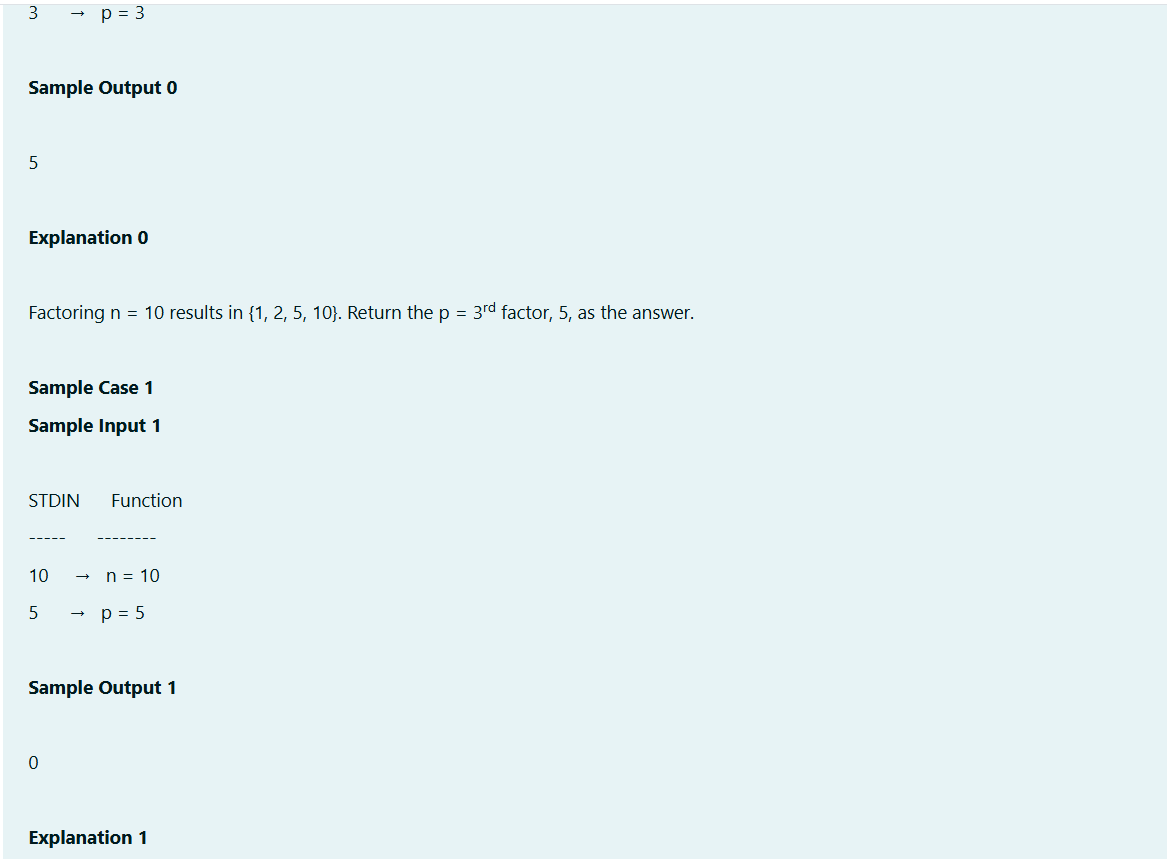 3 → p = 3
Sample Output 0
5
Explanation 0
Factoring n = 10 results in {1, 2, 5, 10}. Return the p = 3rd factor, 5, as the answer.
Sample Case 1
Sample Input 1
STDIN Function
----- --------
10 → n = 10
5 → p = 5
Sample Output 1
0
Explanation 1